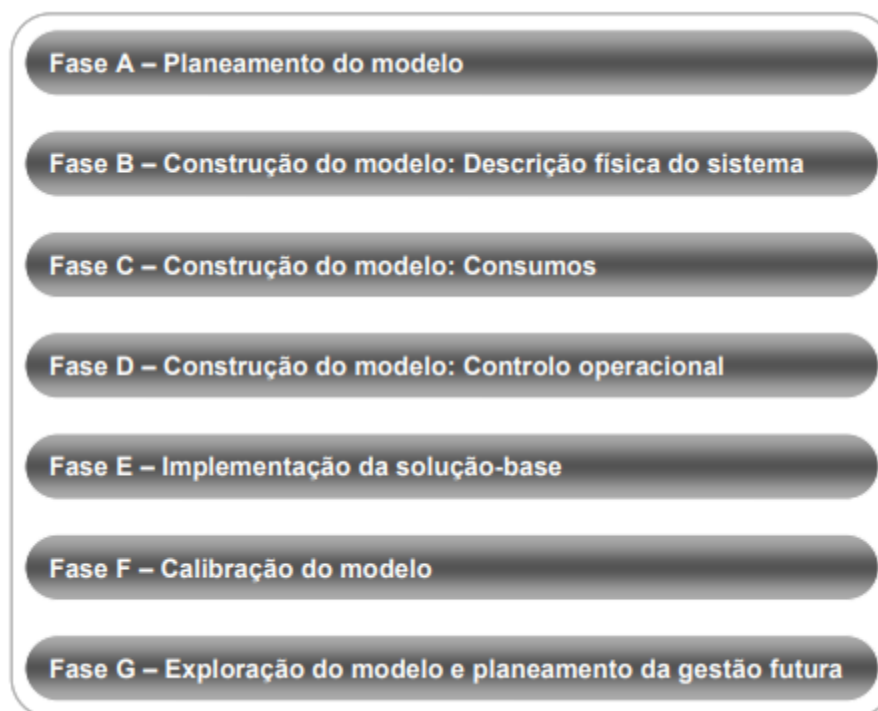 Fase A – Planeamento do modelo
Fase B – Construção do modelo: Descrição física do sistema
Fase C – Construção do modelo: Consumos
Fase D – Construção do modelo: Controlo operacional
Fase E – Implementação da solução-base
Fase F – Calibração do modelo
Fase G – Exploração do modelo e planeamento da gestão futura